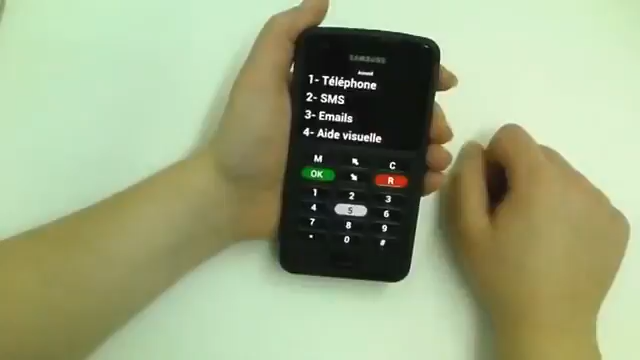 SAMSUNG
Accueil
1- Téléphone
2- SMS
3- Emails
4- Aide visuelle
M C
OK R
1 2 3
4 5 6
7 8 9
* 0 #